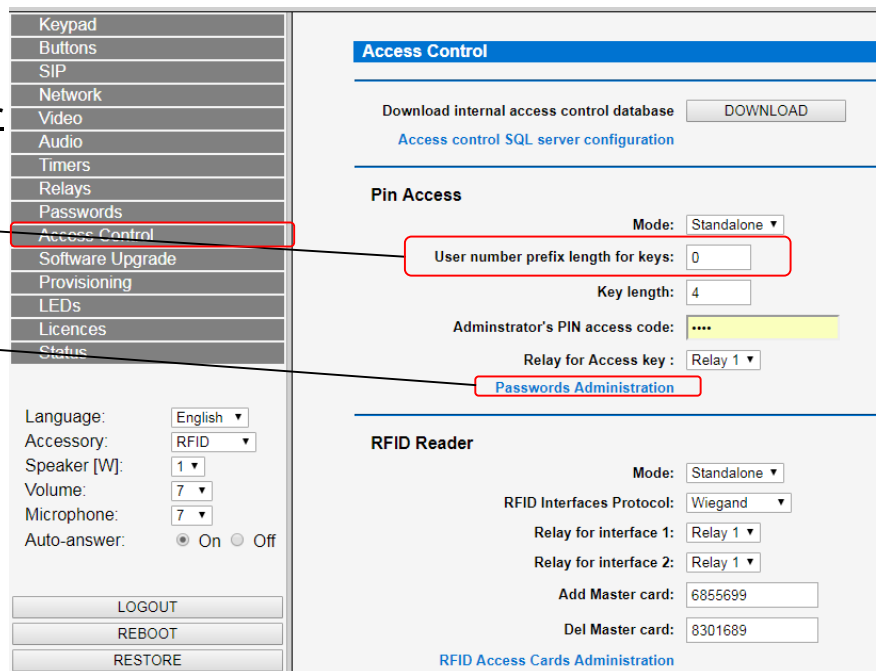 Keypad
Buttons
SIP
Network
Video
Audio
Timers
Relays
Passwords
Access Control
Software Upgrade
Provisioning
LEDs
Licences
Status
Language: English
Accessory: RFID
Speaker [W]: 1
Volume: 7
Microphone: 7
Auto-answer: On Off
LOGOUT
REBOOT
RESTORE
Access Control
Download internal access control database DOWNLOAD
Access control SQL server configuration
Pin Access
Mode: Standalone
User number prefix length for keys: 0
Key length: 4
Adminstrator's PIN access code: ••••
Relay for Access key : Relay 1
Passwords Administration
RFID Reader
Mode: Standalone
RFID Interfaces Protocol: Wiegand
Relay for interface 1: Relay 1
Relay for interface 2: Relay 1
Add Master card: 6855699
Del Master card: 8301689
RFID Access Cards Administration